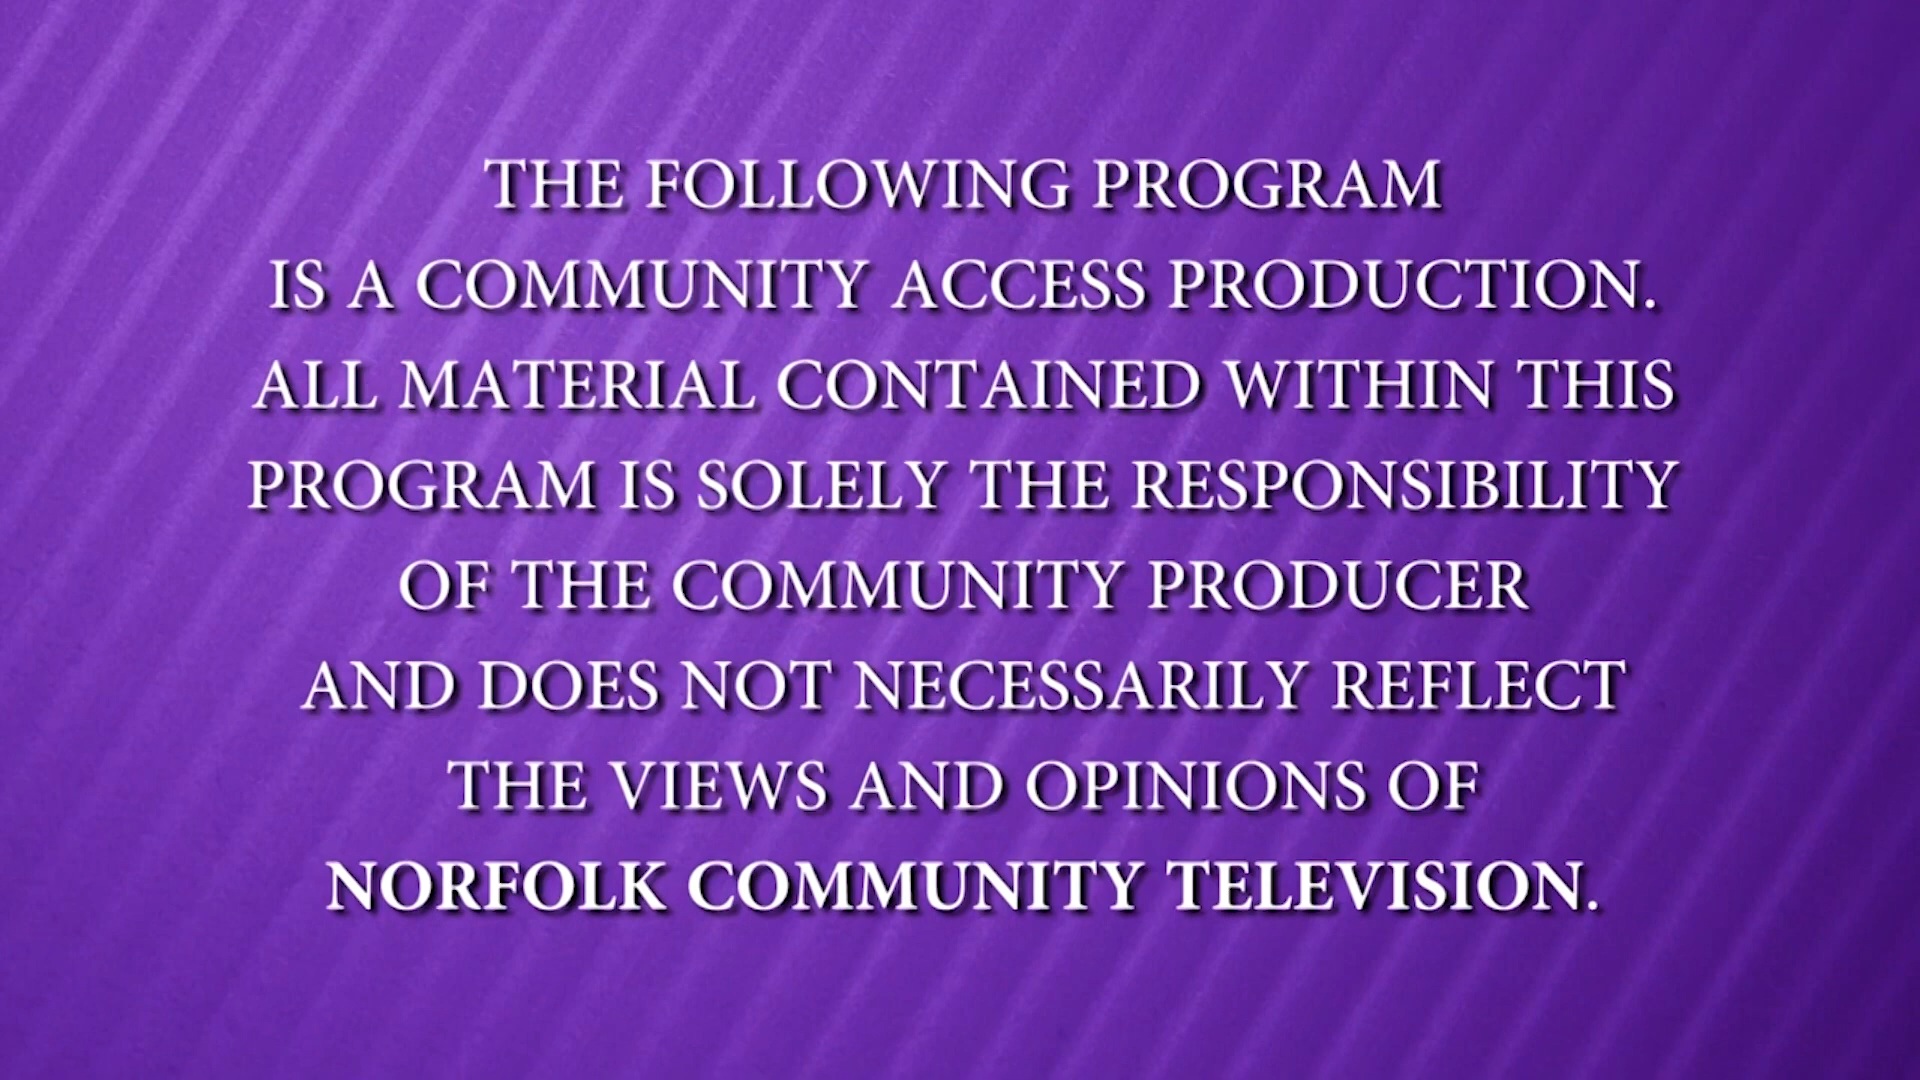 THE FOLLOWING PROGRAM
IS A COMMUNITY ACCESS PRODUCTION.
ALL MATERIAL CONTAINED WITHIN THIS
PROGRAM IS SOLELY THE RESPONSIBILITY
OF THE COMMUNITY PRODUCER
AND DOES NOT NECESSARILY REFLECT
THE VIEWS AND OPINIONS OF
NORFOLK COMMUNITY TELEVISION.